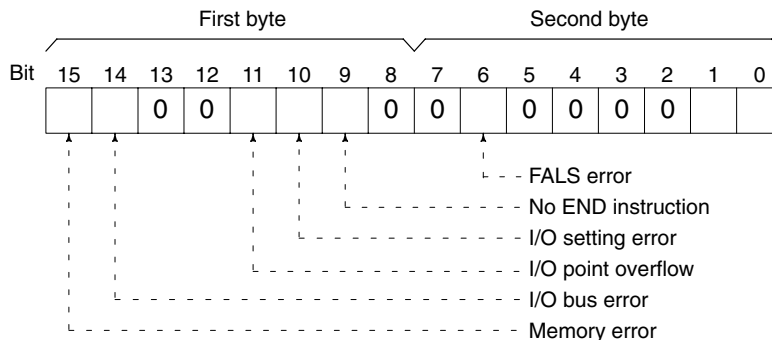 First byte Second byte
Bit 15 14 13 12 11 10 9 8 7 6 5 4 3 2 1 0
0 0 0 0 0 0 0 0
FALS error
No END instruction
I/O setting error
I/O point overflow
I/O bus error
Memory error